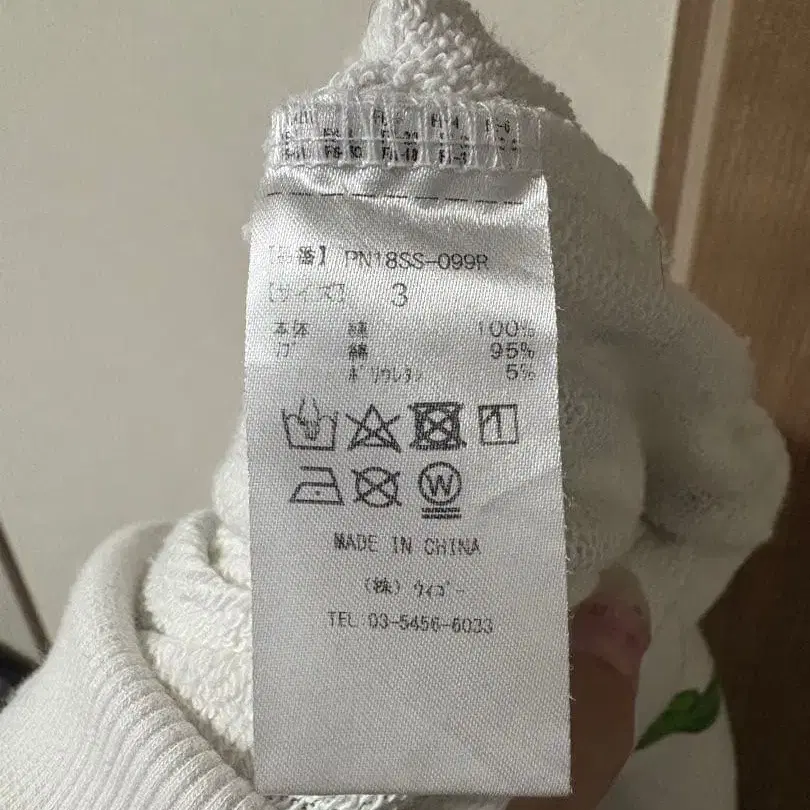 【品番】 PN18SS-099R
【サイズ】 3
本体 綿 100%
リブ 綿 95%
ポリウレタン 5%
W
MADE IN CHINA
(株) ウィゴー
TEL 03-5456-6033